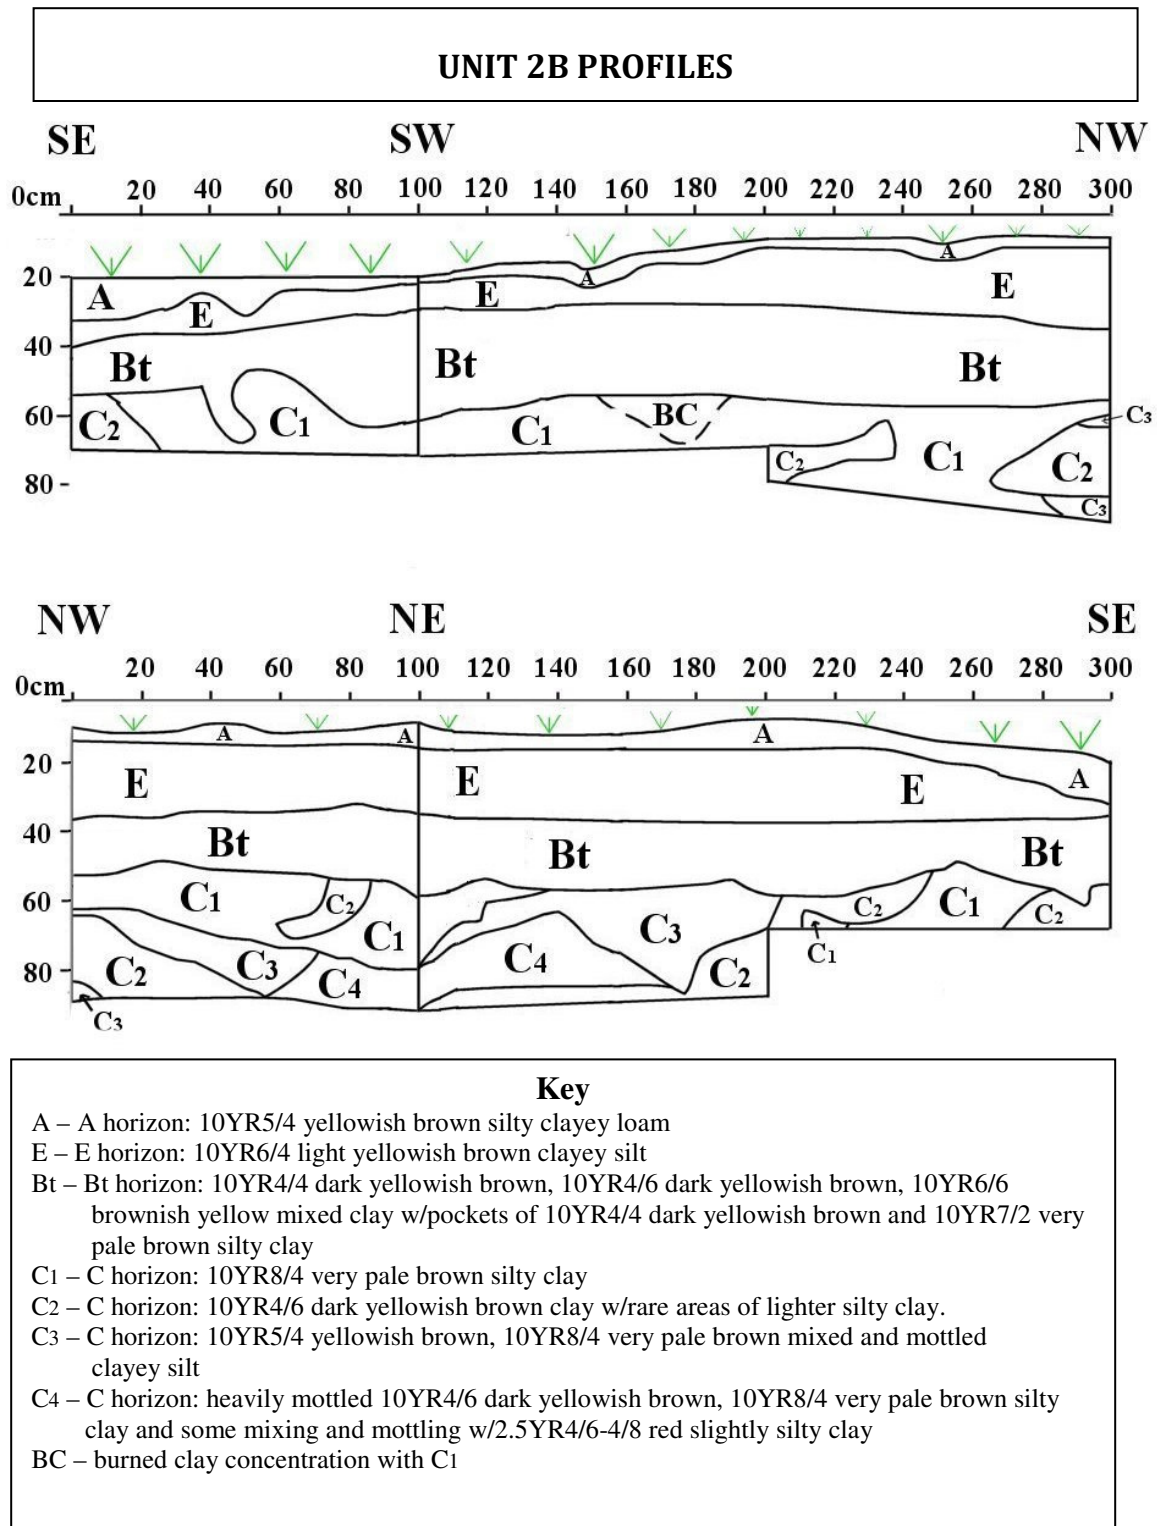 UNIT 2B PROFILES
SE SW NW
0cm 20 40 60 80 100 120 140 160 180 200 220 240 260 280 300
A A
20
A E E E
40
Bt Bt Bt
60
C2 C1 C1 BC C2 C1 C2 C3
80
C3
NW NE SE
0cm 20 40 60 80 100 120 140 160 180 200 220 240 260 280 300
A A A
20
E E E A
40
Bt Bt Bt
60
C1 C2 C1 C3 C2 C1 C2
C1
80
C2 C3 C4 C4 C2
C3
Key
A – A horizon: 10YR5/4 yellowish brown silty clayey loam
E – E horizon: 10YR6/4 light yellowish brown clayey silt
Bt – Bt horizon: 10YR4/4 dark yellowish brown, 10YR4/6 dark yellowish brown, 10YR6/6
brownish yellow mixed clay w/pockets of 10YR4/4 dark yellowish brown and 10YR7/2 very
pale brown silty clay
C1 – C horizon: 10YR8/4 very pale brown silty clay
C2 – C horizon: 10YR4/6 dark yellowish brown clay w/rare areas of lighter silty clay.
C3 – C horizon: 10YR5/4 yellowish brown, 10YR8/4 very pale brown mixed and mottled
clayey silt
C4 – C horizon: heavily mottled 10YR4/6 dark yellowish brown, 10YR8/4 very pale brown silty
clay and some mixing and mottling w/2.5YR4/6-4/8 red slightly silty clay
BC – burned clay concentration with C1